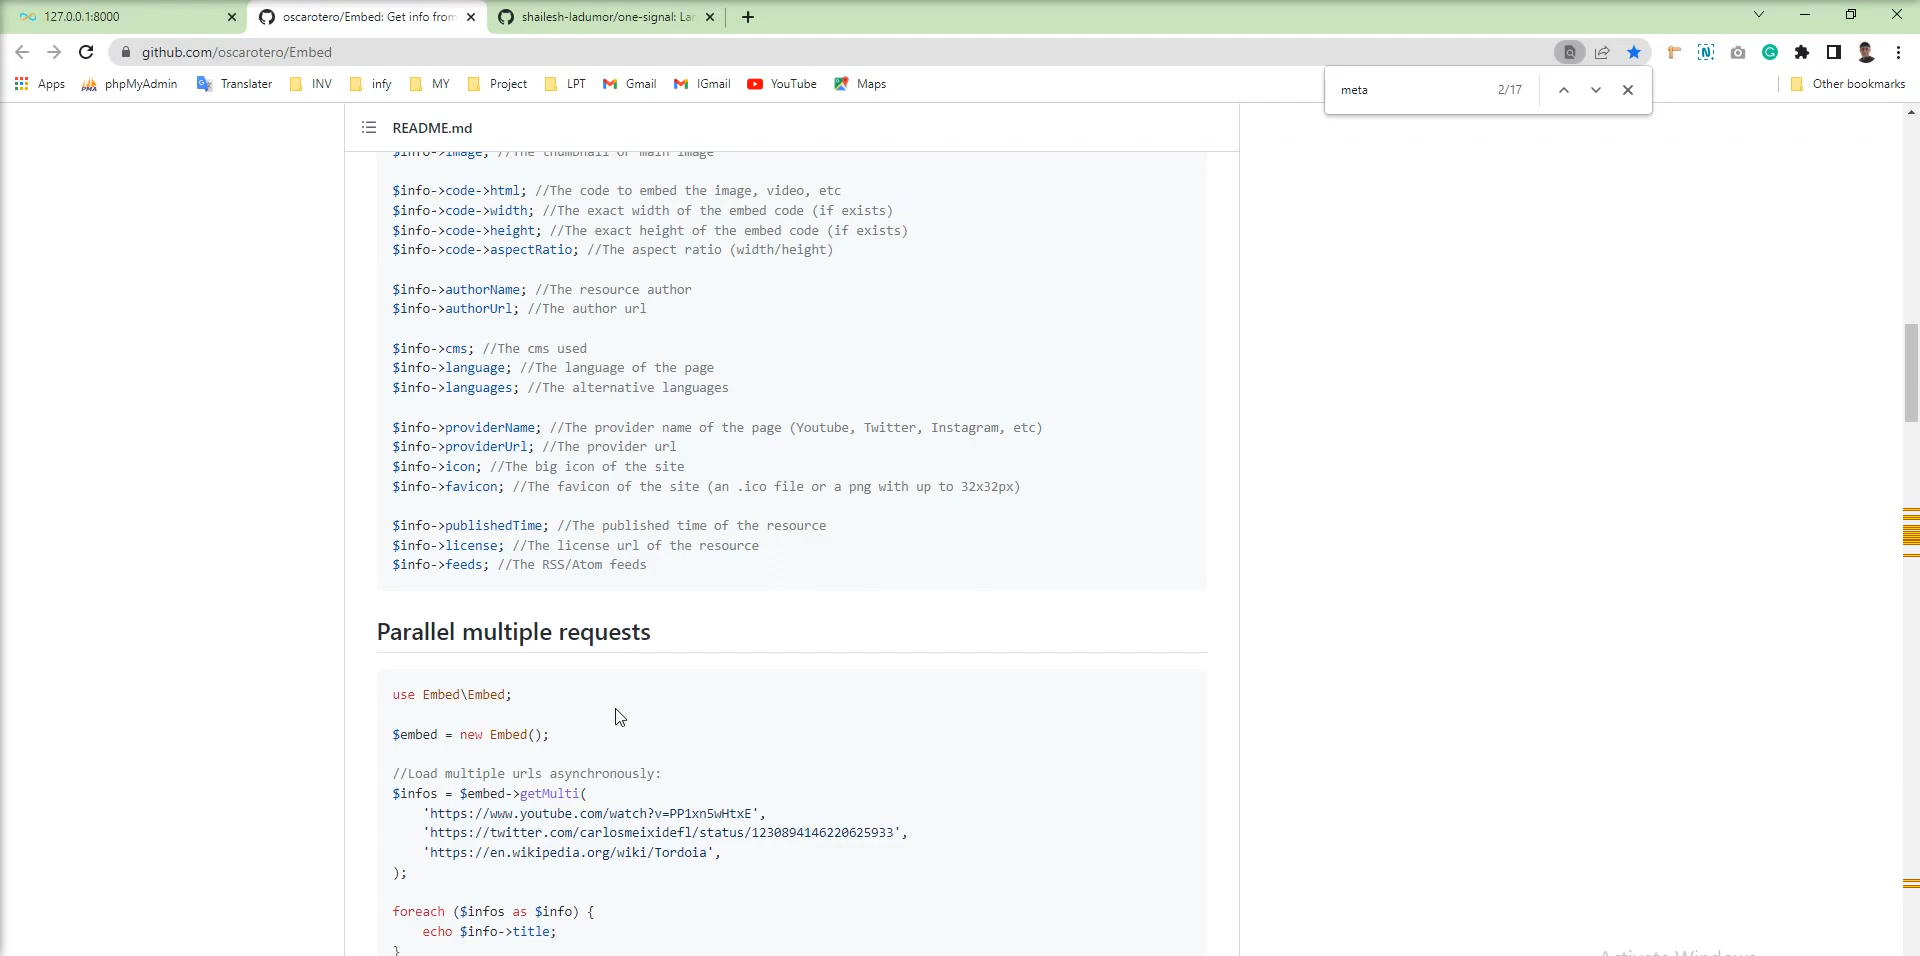 127.0.0.1:8000
oscarotero/Embed: Get info from
shailesh-ladumor/one-signal: Lar
github.com/oscarotero/Embed
Apps phpMyAdmin Translater INV infy MY Project LPT Gmail IGmail YouTube Maps Other bookmarks
meta 2/17
README.md
$info->image; //The thumbnail or main image
$info->code->html; //The code to embed the image, video, etc
$info->code->width; //The exact width of the embed code (if exists)
$info->code->height; //The exact height of the embed code (if exists)
$info->code->aspectRatio; //The aspect ratio (width/height)
$info->authorName; //The resource author
$info->authorUrl; //The author url
$info->cms; //The cms used
$info->language; //The language of the page
$info->languages; //The alternative languages
$info->providerName; //The provider name of the page (Youtube, Twitter, Instagram, etc)
$info->providerUrl; //The provider url
$info->icon; //The big icon of the site
$info->favicon; //The favicon of the site (an .ico file or a png with up to 32x32px)
$info->publishedTime; //The published time of the resource
$info->license; //The license url of the resource
$info->feeds; //The RSS/Atom feeds
Parallel multiple requests
use Embed\Embed;
$embed = new Embed();
//Load multiple urls asynchronously:
$infos = $embed->getMulti(
'https://www.youtube.com/watch?v=PP1xn5wHtxE',
'https://twitter.com/carlosmeixidefl/status/1230894146220625933',
'https://en.wikipedia.org/wiki/Tordoia',
);
foreach ($infos as $info) {
echo $info->title;
}
Activate Windows